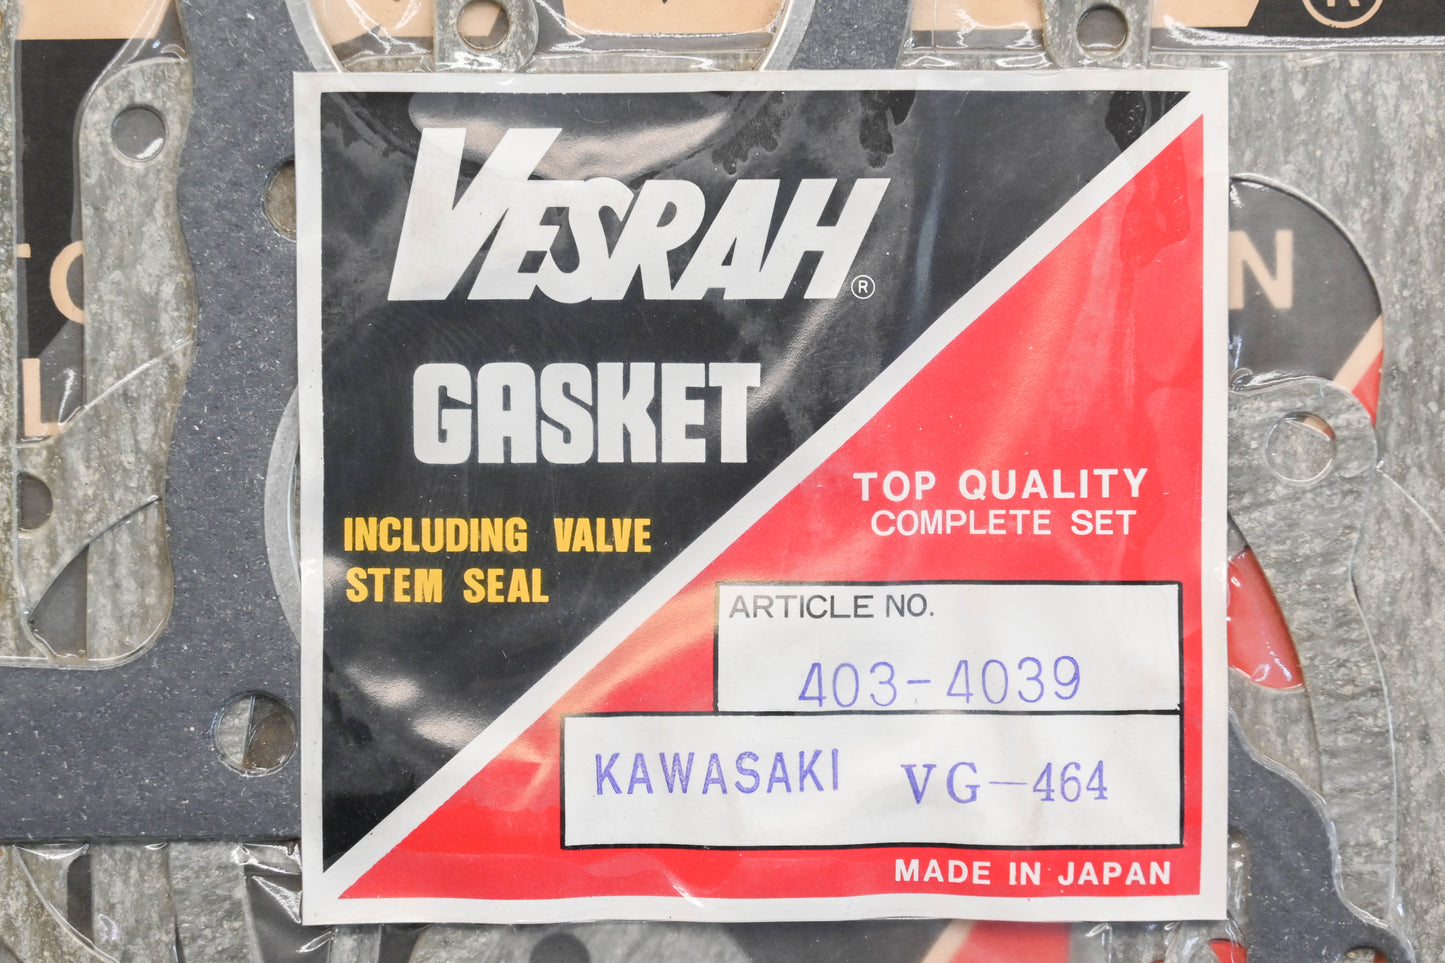 VESRAH®
GASKET
INCLUDING VALVE
STEM SEAL
TOP QUALITY
COMPLETE SET
ARTICLE NO.
403-4039
KAWASAKI VG-464
MADE IN JAPAN